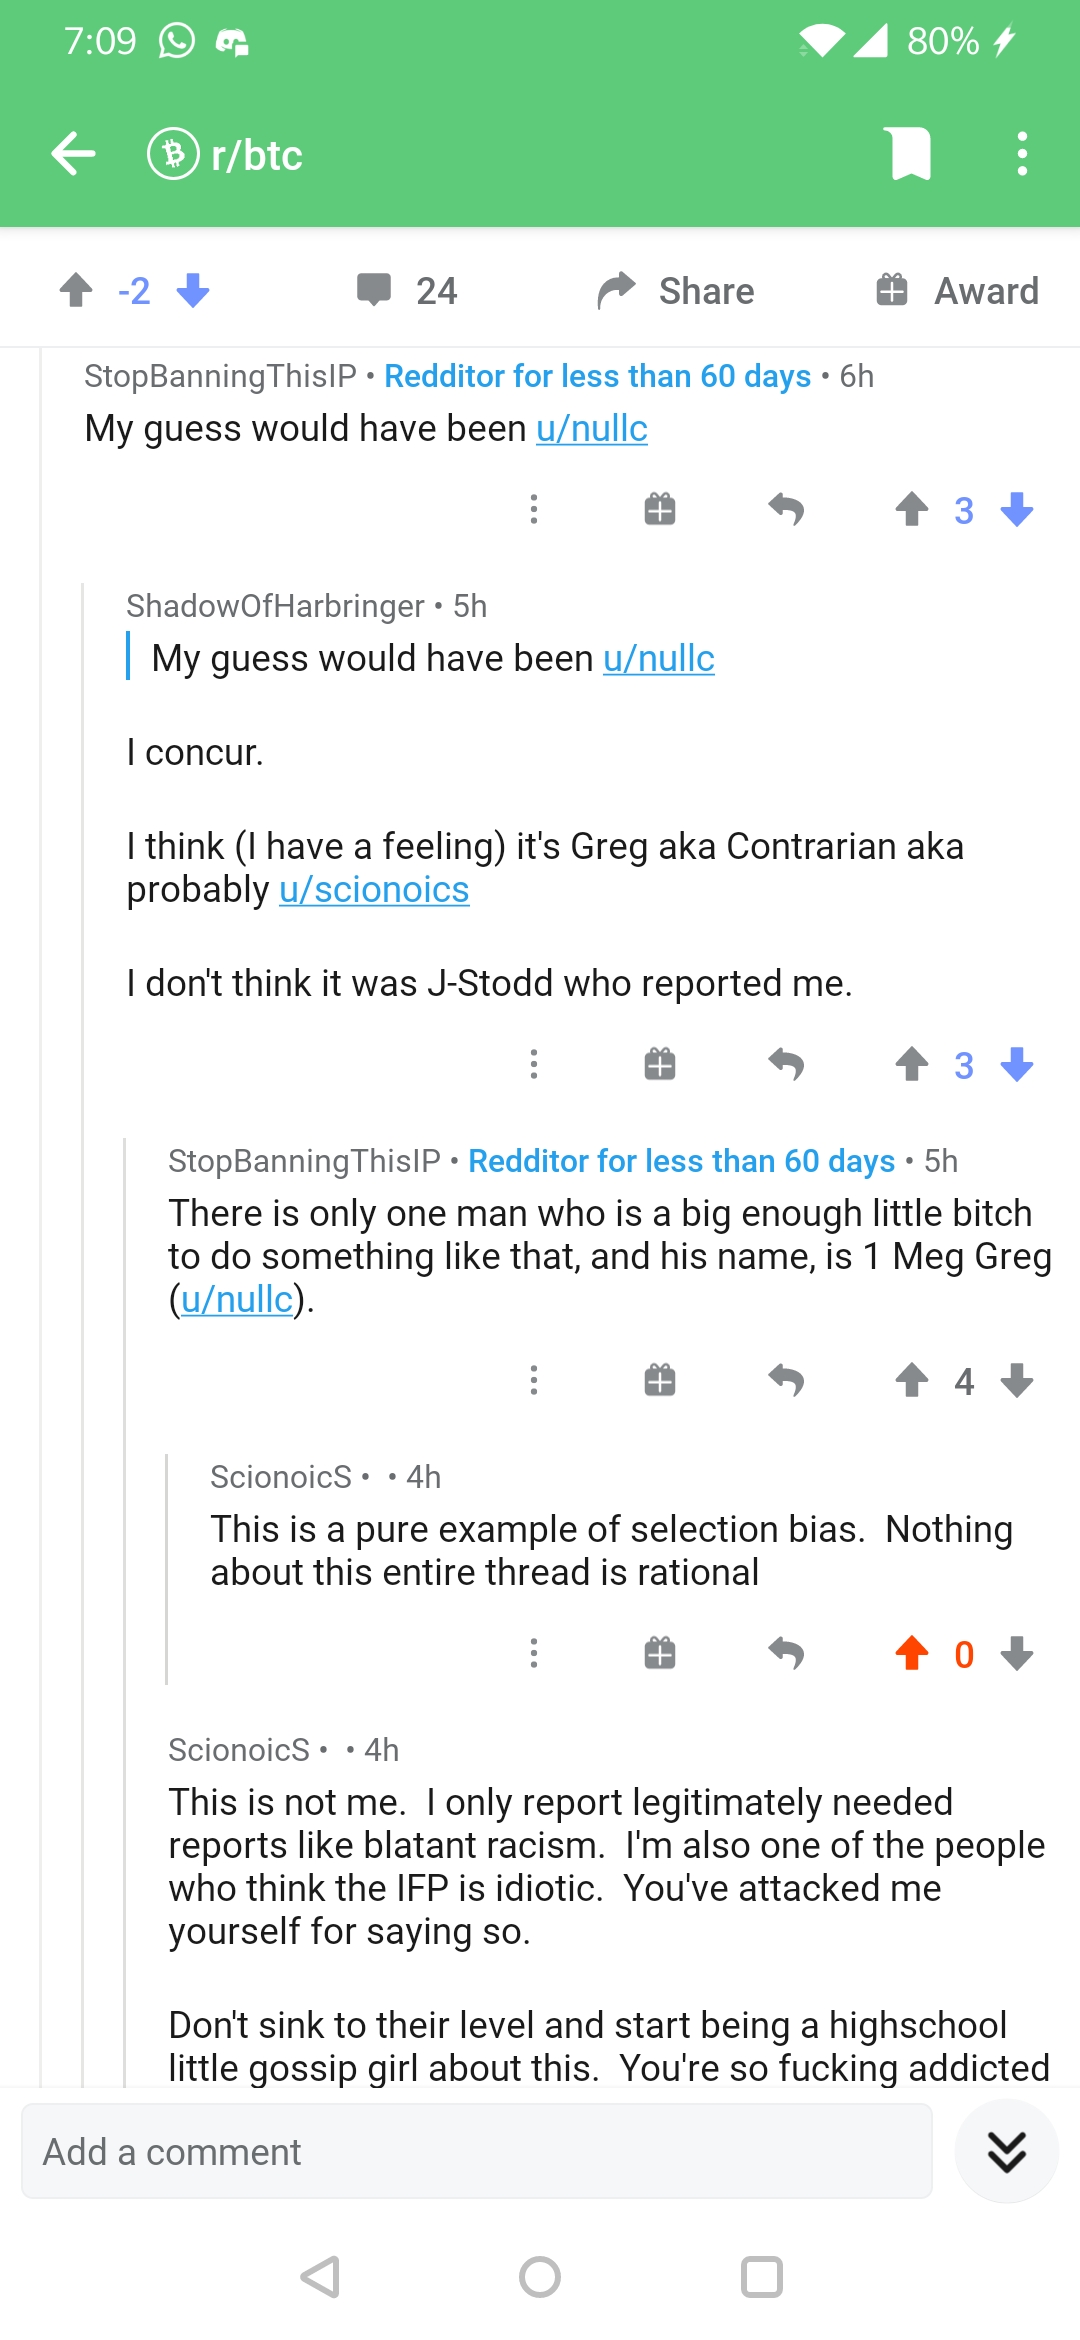 7:09 80%
r/btc
-2 24 Share Award
StopBanningThisIP • Redditor for less than 60 days • 6h
My guess would have been u/nullc
3
ShadowOfHarbringer • 5h
My guess would have been u/nullc
I concur.
I think (I have a feeling) it's Greg aka Contrarian aka
probably u/scionoics
I don't think it was J-Stodd who reported me.
3
StopBanningThisIP • Redditor for less than 60 days • 5h
There is only one man who is a big enough little bitch
to do something like that, and his name, is 1 Meg Greg
(u/nullc).
4
ScionoicS • • 4h
This is a pure example of selection bias. Nothing
about this entire thread is rational
0
ScionoicS • • 4h
This is not me. I only report legitimately needed
reports like blatant racism. I'm also one of the people
who think the IFP is idiotic. You've attacked me
yourself for saying so.
Don't sink to their level and start being a highschool
little gossip girl about this. You're so fucking addicted
Add a comment